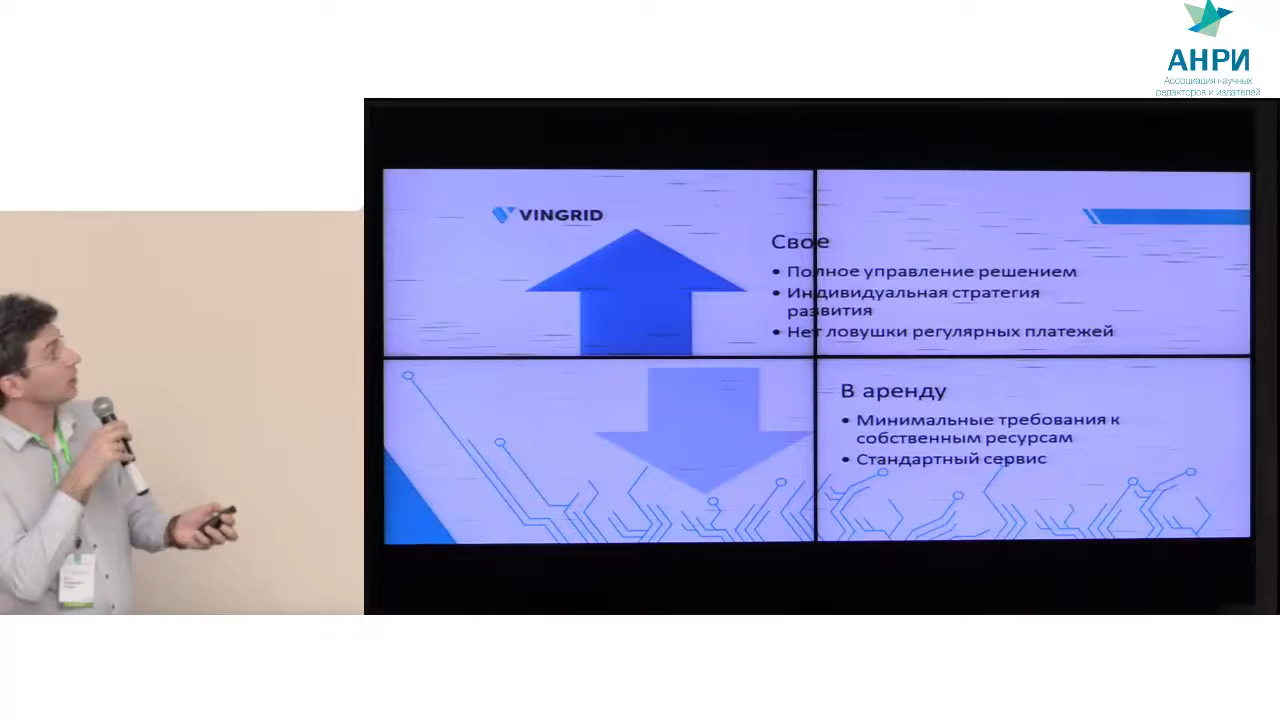 АНРИ
Ассоциация научных
редакторов и издателей
VINGRID
Свое
• Полное управление решением
• Индивидуальная стратегия
развития
• Нет ловушки регулярных платежей
В аренду
• Минимальные требования к
собственным ресурсам
• Стандартный сервис